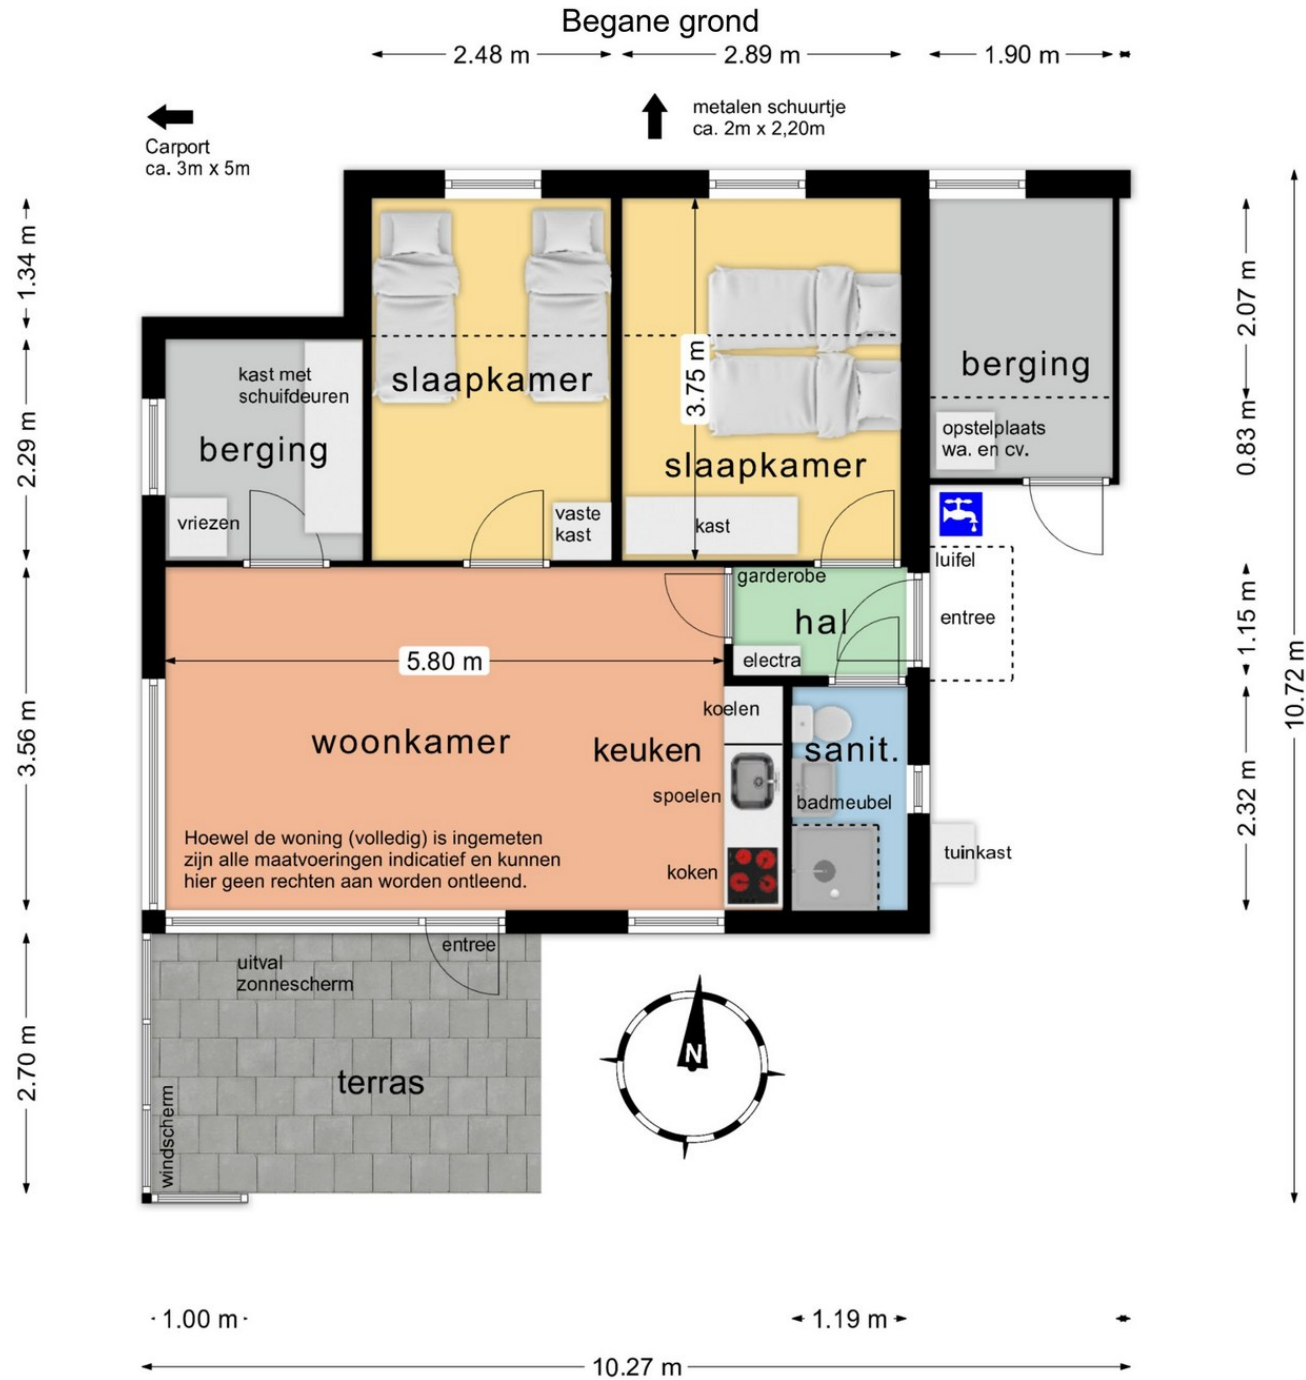 Begane grond
2.48 m
2.89 m
1.90 m
Carport
ca. 3m x 5m
metalen schuurtje
ca. 2m x 2,20m
1.34 m
2.07 m
kast met
schuifdeuren
berging
vriezen
slaapkamer
vaste
kast
3.75 m
slaapkamer
kast
berging
opstelplaats
wa. en cv.
2.29 m
0.83 m
luifel
entree
garderobe
hal
electra
1.15 m
10.72 m
5.80 m
woonkamer
keuken
koelen
spoelen
koken
sanit.
badmeubel
tuinkast
3.56 m
2.32 m
Hoewel de woning (volledig) is ingemeten
zijn alle maatvoeringen indicatief en kunnen
hier geen rechten aan worden ontleend.
entree
uitval
zonnescherm
terras
windscherm
2.70 m
N
1.00 m
1.19 m
10.27 m